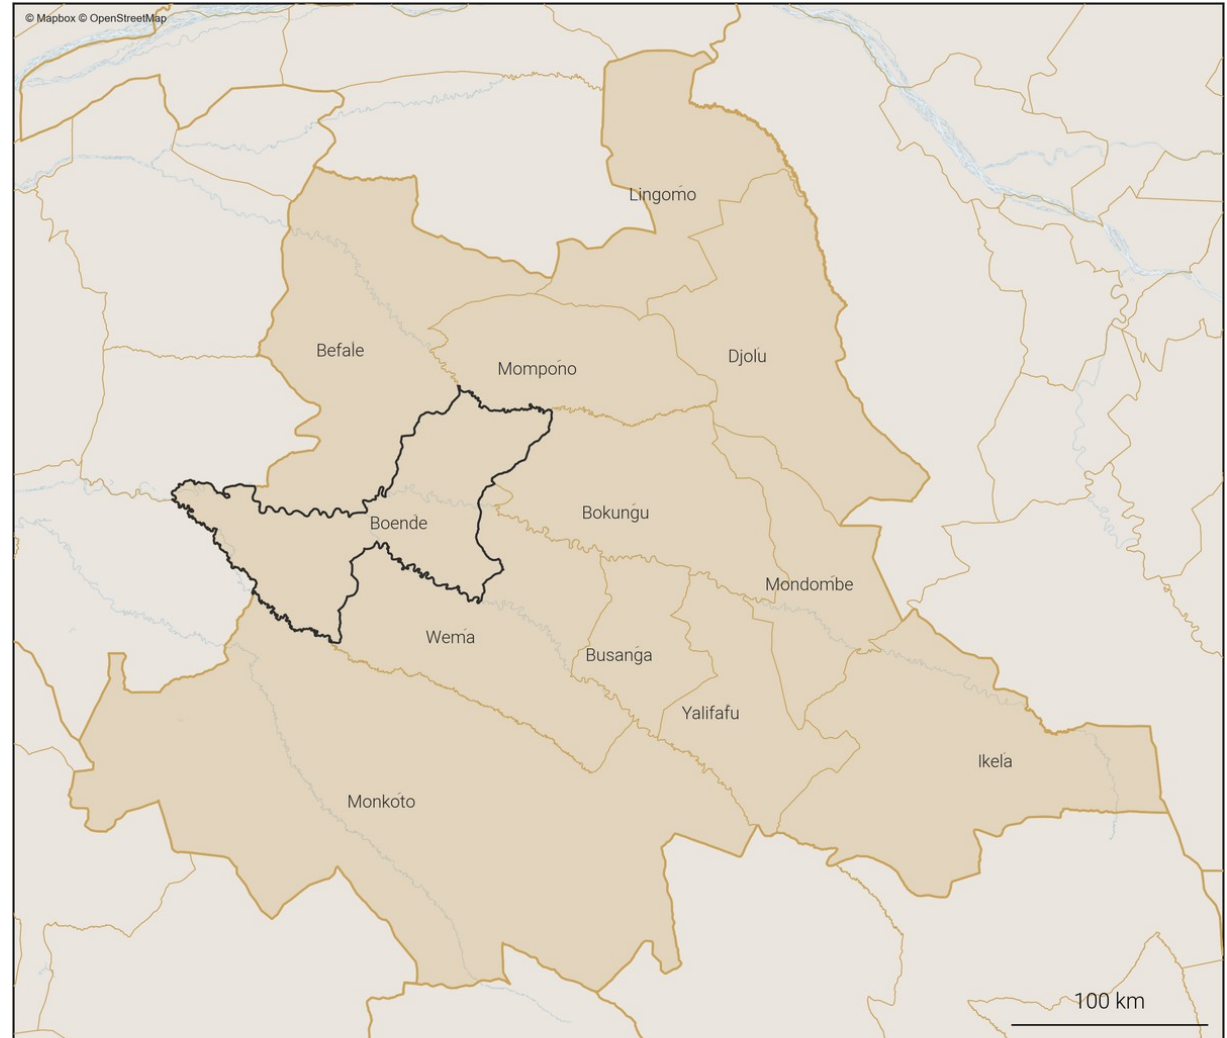 © Mapbox © OpenStreetMap
Lingomo
Befale
Mompono
Djolu
Bokungu
Boende
Mondombe
Wema
Busanga
Yalifafu
Ikela
Monkoto
100 km